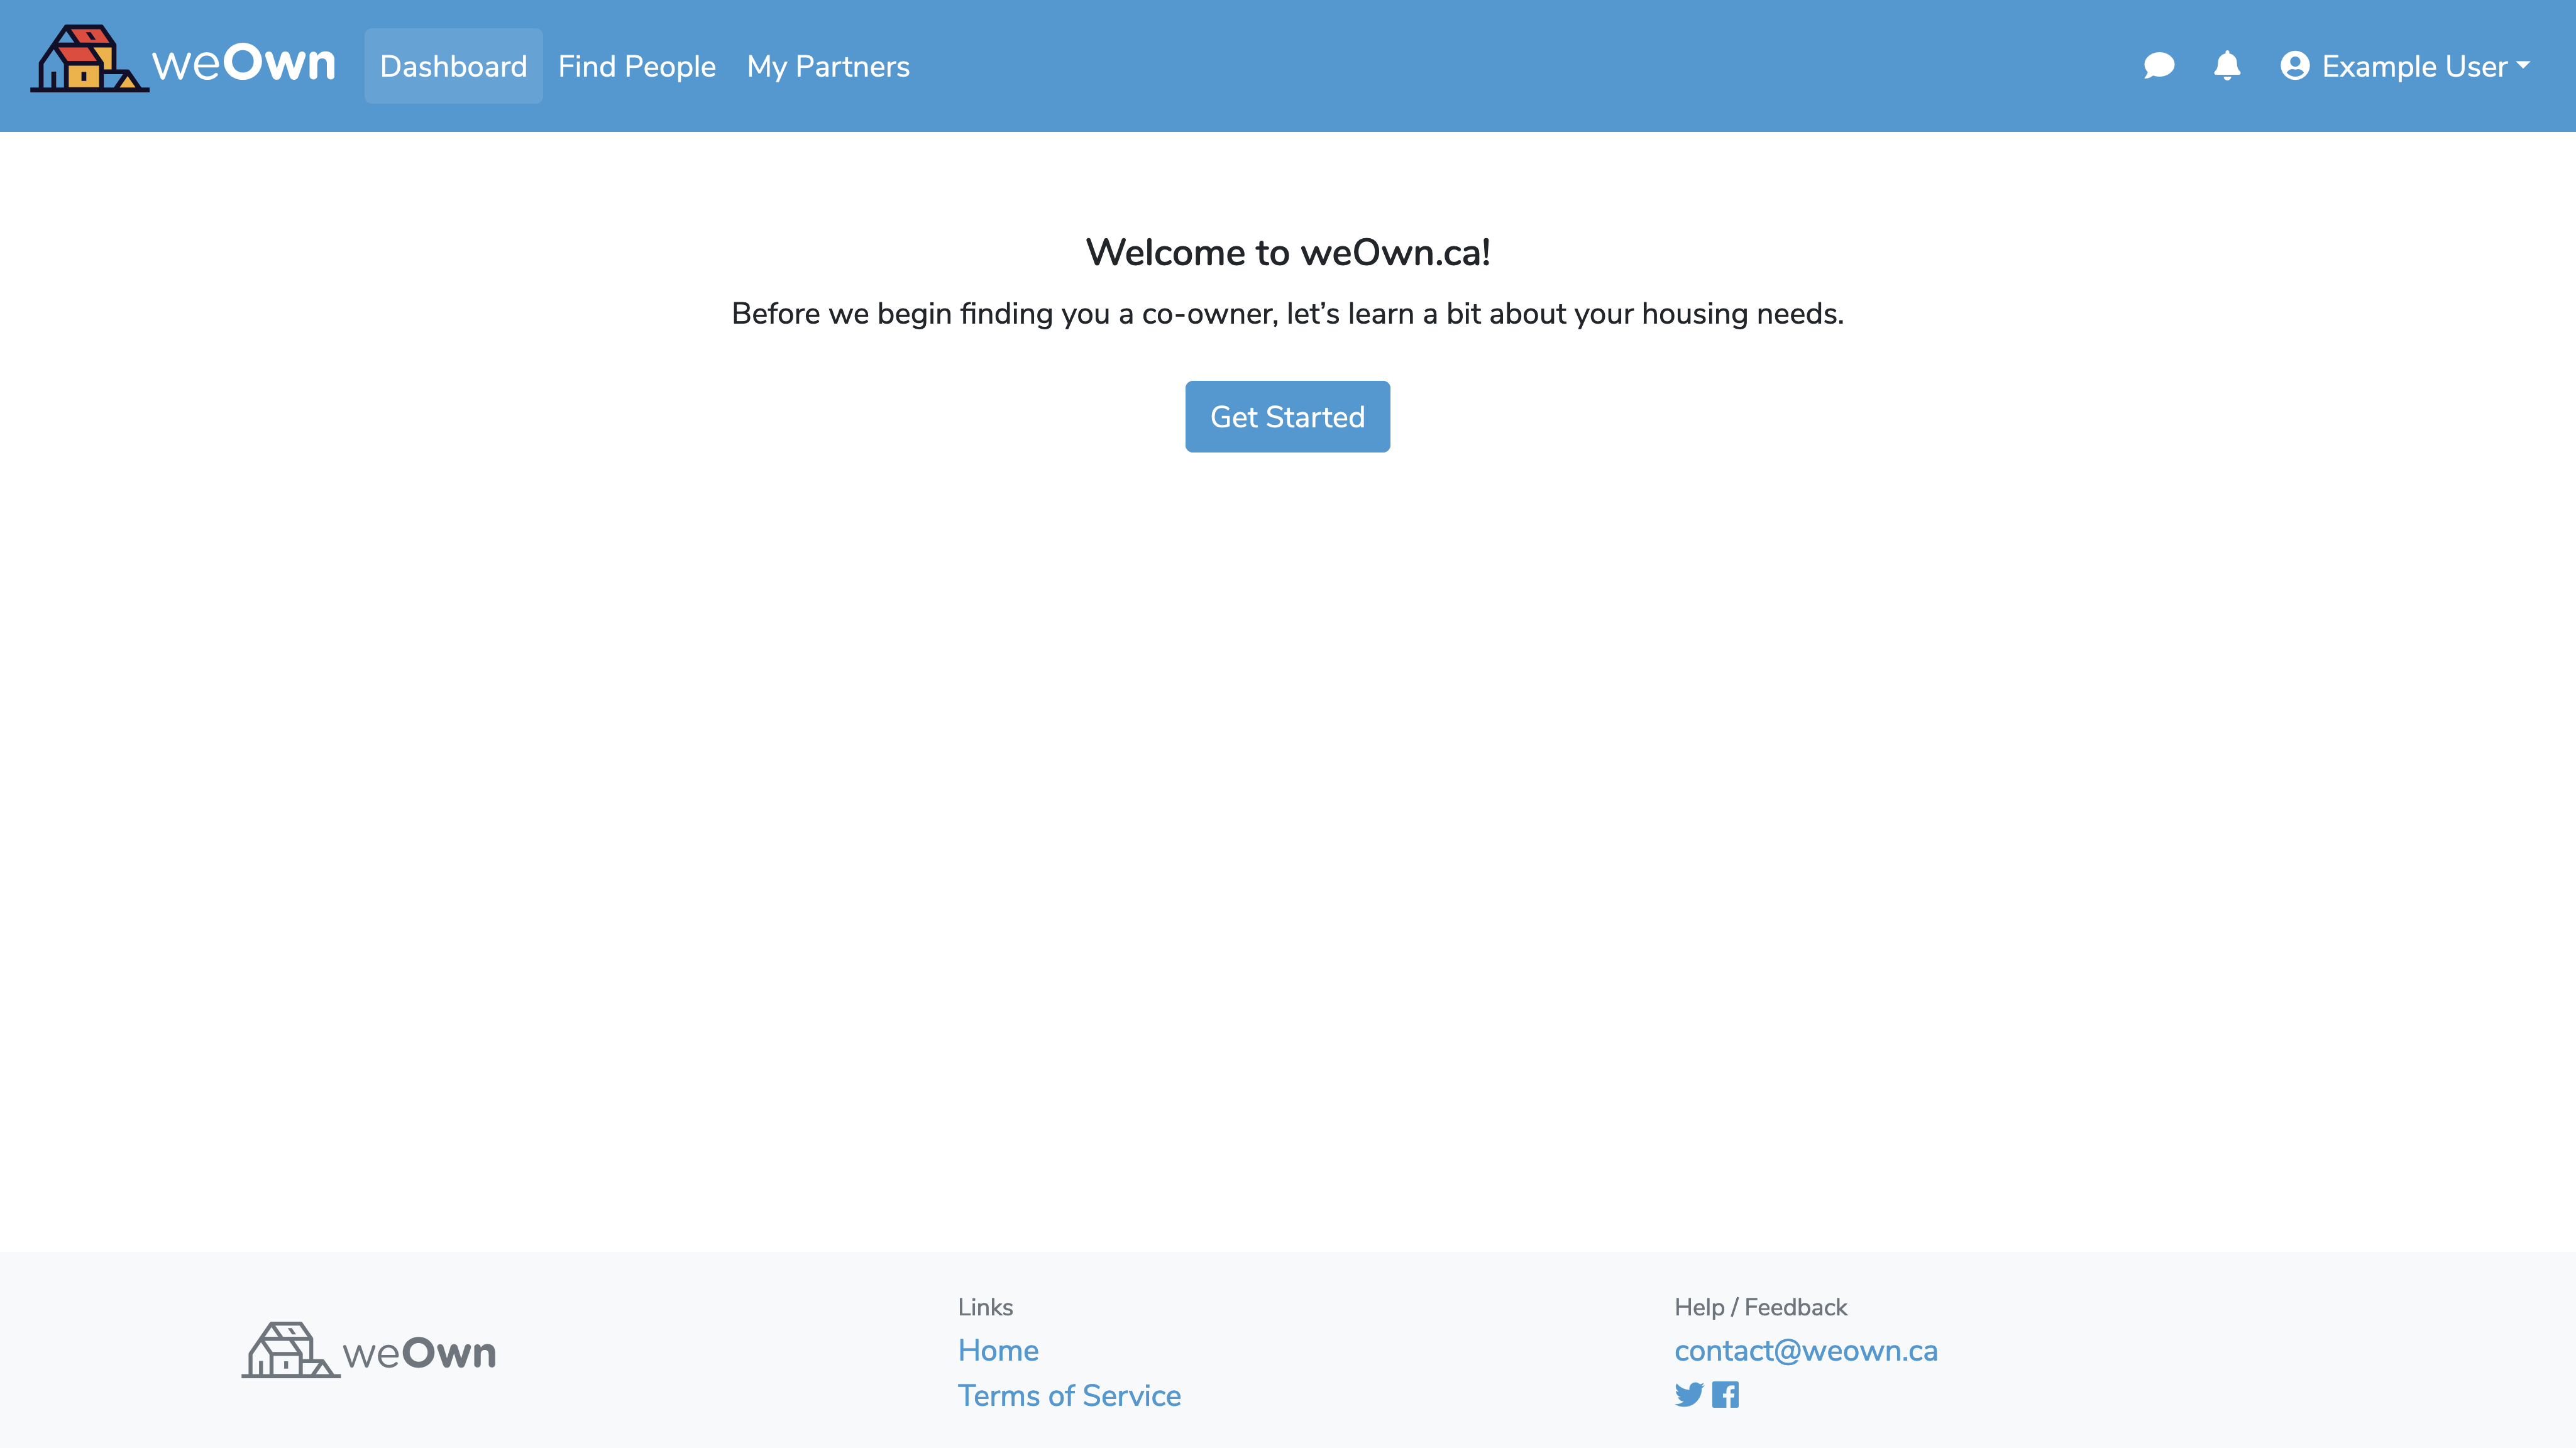 weOwn
Dashboard
Find People
My Partners
Example User
Welcome to weOwn.ca!
Before we begin finding you a co-owner, let’s learn a bit about your housing needs.
Get Started
weOwn
Links
Home
Terms of Service
Help / Feedback
contact@weown.ca